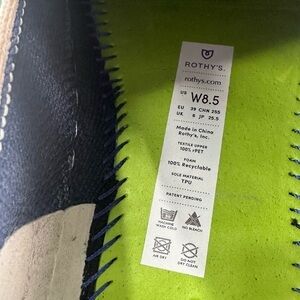 ROTHY'S.
rothys.com
US W8.5
EU 39 CHN 255
UK 6 JP 25.5
Made in China
Rothy's, Inc.
TEXTILE UPPER
100% rPET
FOAM
100% Recyclable
SOLE MATERIAL
TPU
PATENT PENDING
MACHINE WASH COLD
NO BLEACH
AIR DRY
DO NOT DRY CLEAN